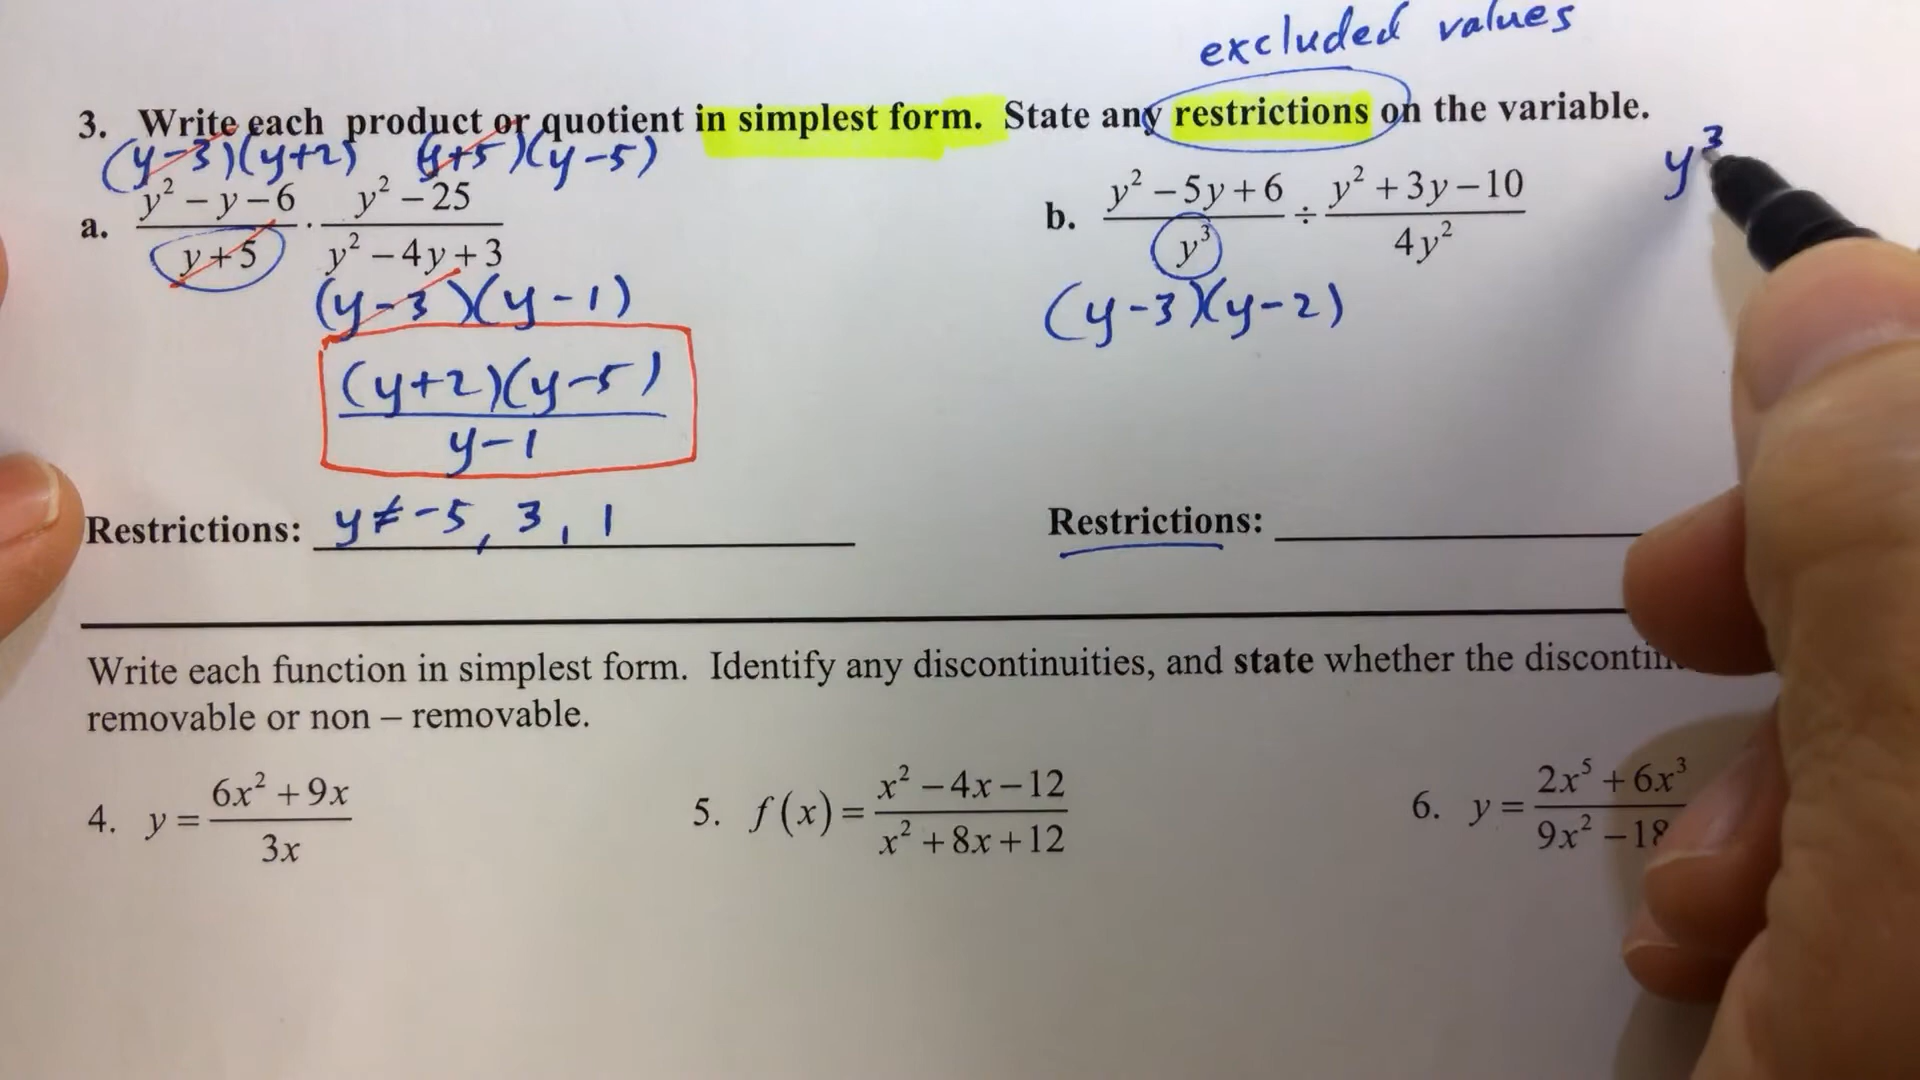 excluded values
3. Write each product or quotient in simplest form. State any restrictions on the variable.
(y-3)(y+2) (y+5)(y-5)
y³
a. y² − y − 6 / y + 5 · y² − 25 / y² − 4y + 3
b. y² − 5y + 6 / y³ ÷ y² + 3y − 10 / 4y²
(y-3)(y-1)
(y-3)(y-2)
(y+2)(y-5)
y-1
Restrictions: y≠-5, 3, 1
Restrictions:
Write each function in simplest form. Identify any discontinuities, and state whether the
removable or non – removable.
4. y = 6x² + 9x / 3x
5. f(x) = x² − 4x − 12 / x² + 8x + 12
6. y = 2x⁵ + 6x³ / 9x² − 18